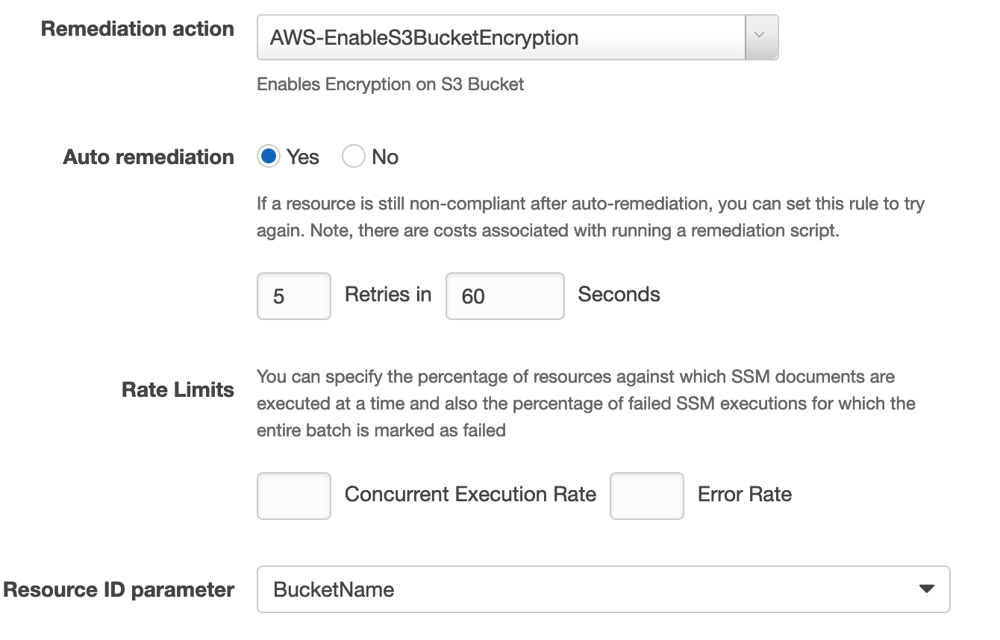 Remediation action
AWS-EnableS3BucketEncryption
Enables Encryption on S3 Bucket
Auto remediation
Yes No
If a resource is still non-compliant after auto-remediation, you can set this rule to try
again. Note, there are costs associated with running a remediation script.
5 Retries in 60 Seconds
Rate Limits
You can specify the percentage of resources against which SSM documents are
executed at a time and also the percentage of failed SSM executions for which the
entire batch is marked as failed
Concurrent Execution Rate Error Rate
Resource ID parameter
BucketName